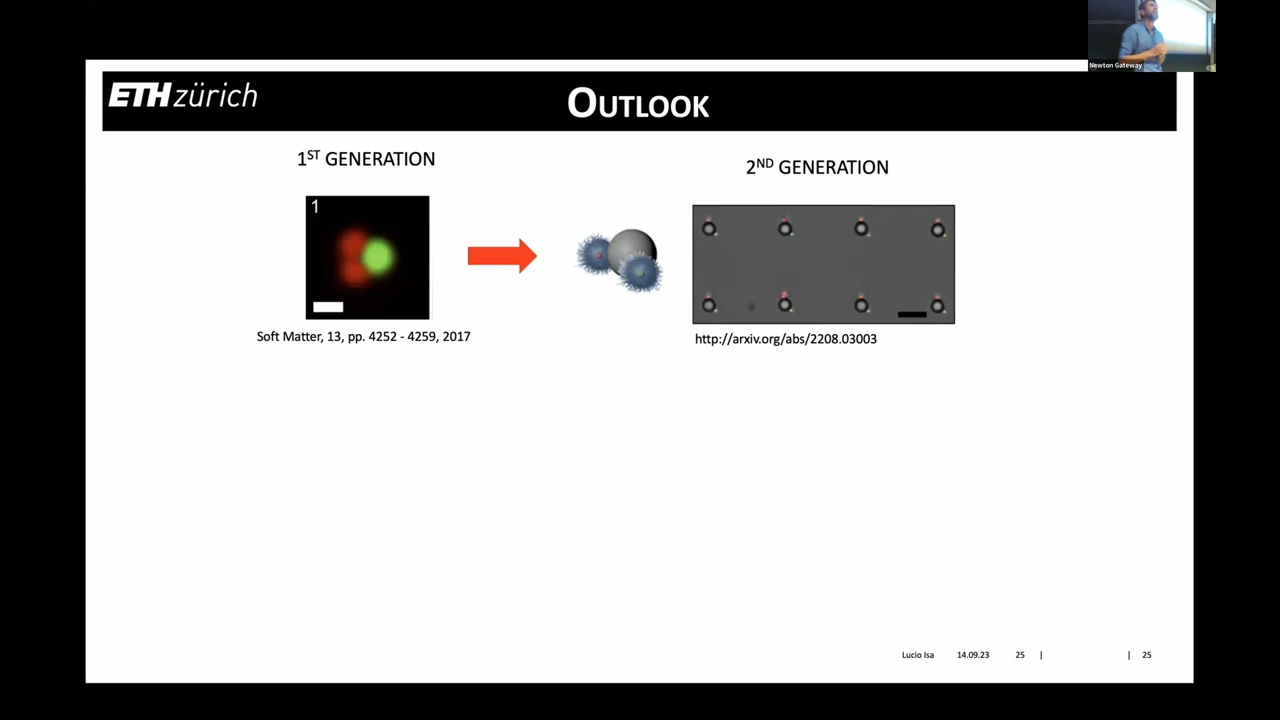 Newton Gateway
ETH zürich
OUTLOOK
1ST GENERATION
2ND GENERATION
1
Soft Matter, 13, pp. 4252 - 4259, 2017
http://arxiv.org/abs/2208.03003
Lucio Isa 14.09.23 25 | | 25